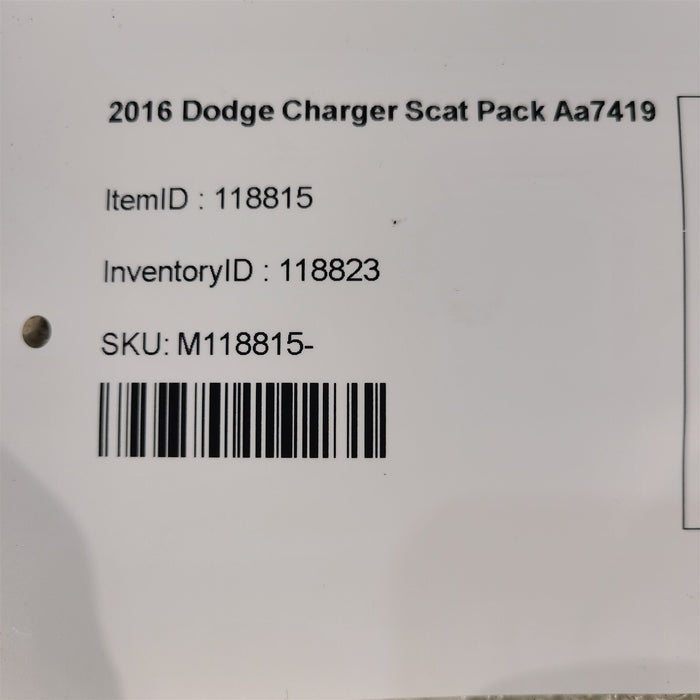 2016 Dodge Charger Scat Pack Aa7419
ItemID : 118815
InventoryID : 118823
SKU: M118815-